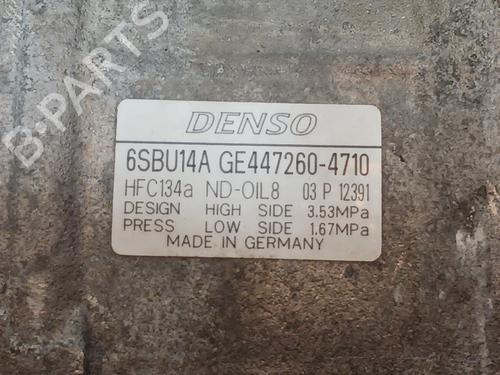 B-PARTS
DENSO
6SBU14A GE447260-4710
HFC134a ND-OIL8 03 P 12391
DESIGN HIGH SIDE 3.53MPa
PRESS LOW SIDE 1.67MPa
MADE IN GERMANY